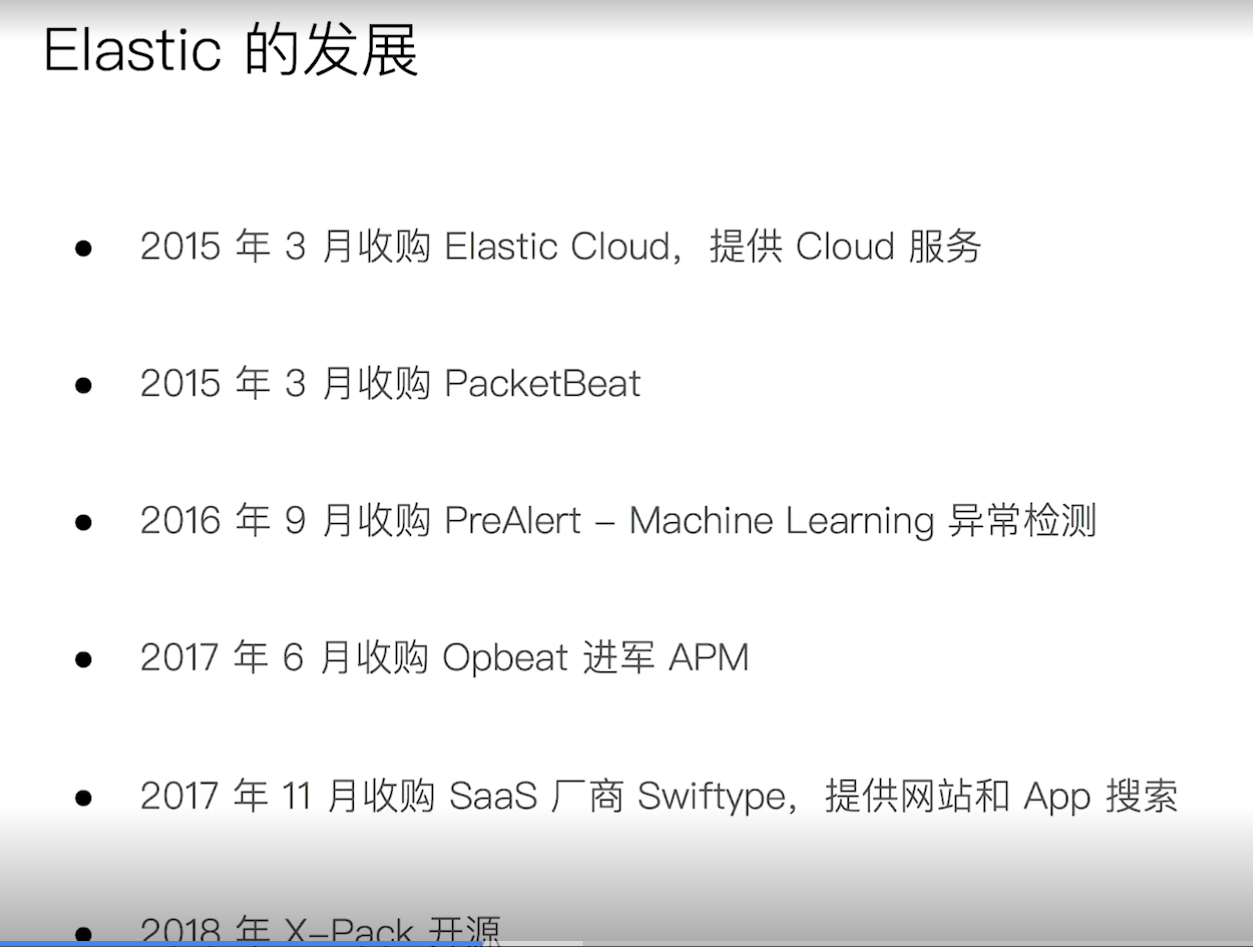 Elastic 的发展
● 2015 年 3 月收购 Elastic Cloud，提供 Cloud 服务
● 2015 年 3 月收购 PacketBeat
● 2016 年 9 月收购 PreAlert – Machine Learning 异常检测
● 2017 年 6 月收购 Opbeat 进军 APM
● 2017 年 11 月收购 SaaS 厂商 Swiftype，提供网站和 App 搜索
● 2018 年 X-Pack 开源